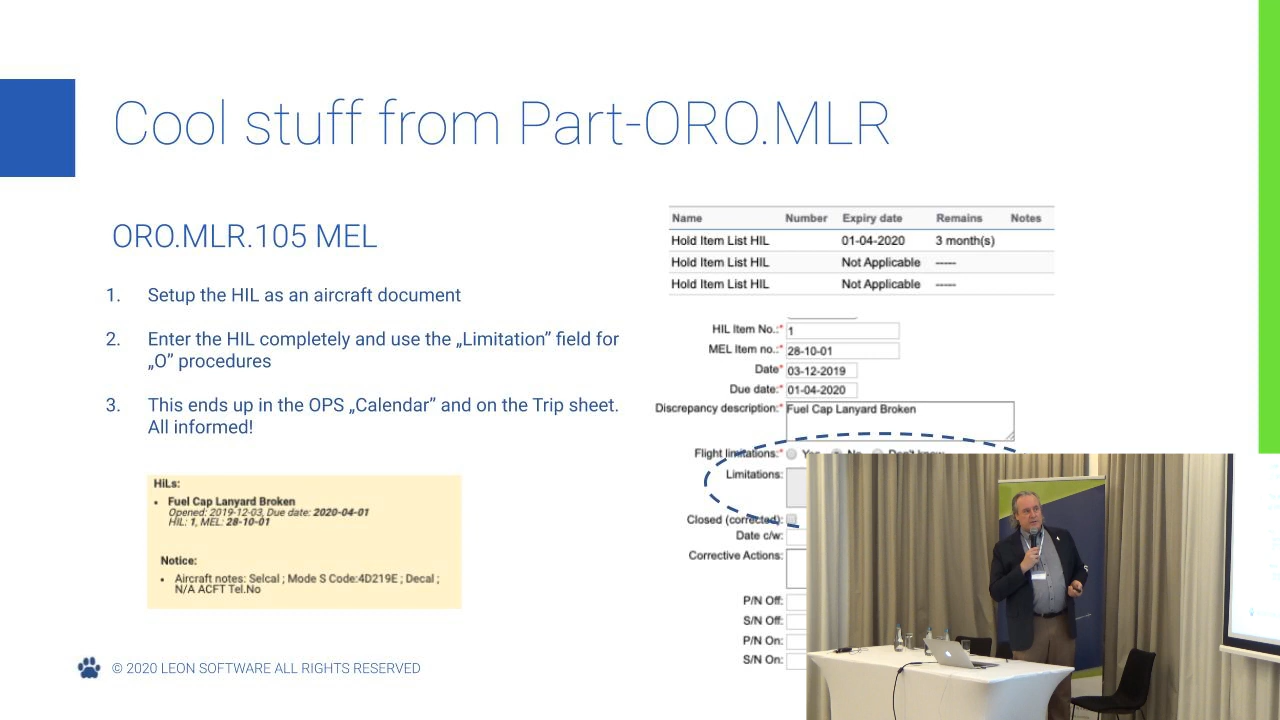 Cool stuff from Part-ORO.MLR
ORO.MLR.105 MEL
1. Setup the HIL as an aircraft document
2. Enter the HIL completely and use the „Limitation” field for
„O” procedures
3. This ends up in the OPS „Calendar” and on the Trip sheet.
All informed!
HiLs:
• Fuel Cap Lanyard Broken
Opened: 2019-12-03, Due date: 2020-04-01
HIL: 1, MEL: 28-10-01
Notice:
• Aircraft notes: Selcal ; Mode S Code:4D219E ; Decal ;
N/A ACFT Tel.No
Name Number Expiry date Remains Notes
Hold Item List HIL 01-04-2020 3 month(s)
Hold Item List HIL Not Applicable -----
Hold Item List HIL Not Applicable -----
HIL Item No.:* 1
MEL Item no.:* 28-10-01
Date* 03-12-2019
Due date:* 01-04-2020
Discrepancy description:* Fuel Cap Lanyard Broken
Flight limitations:* Yes No Don't know
Limitations:
Closed (corrected):
Date c/w:
Corrective Actions:
P/N Off:
S/N Off:
P/N On:
S/N On:
© 2020 LEON SOFTWARE ALL RIGHTS RESERVED